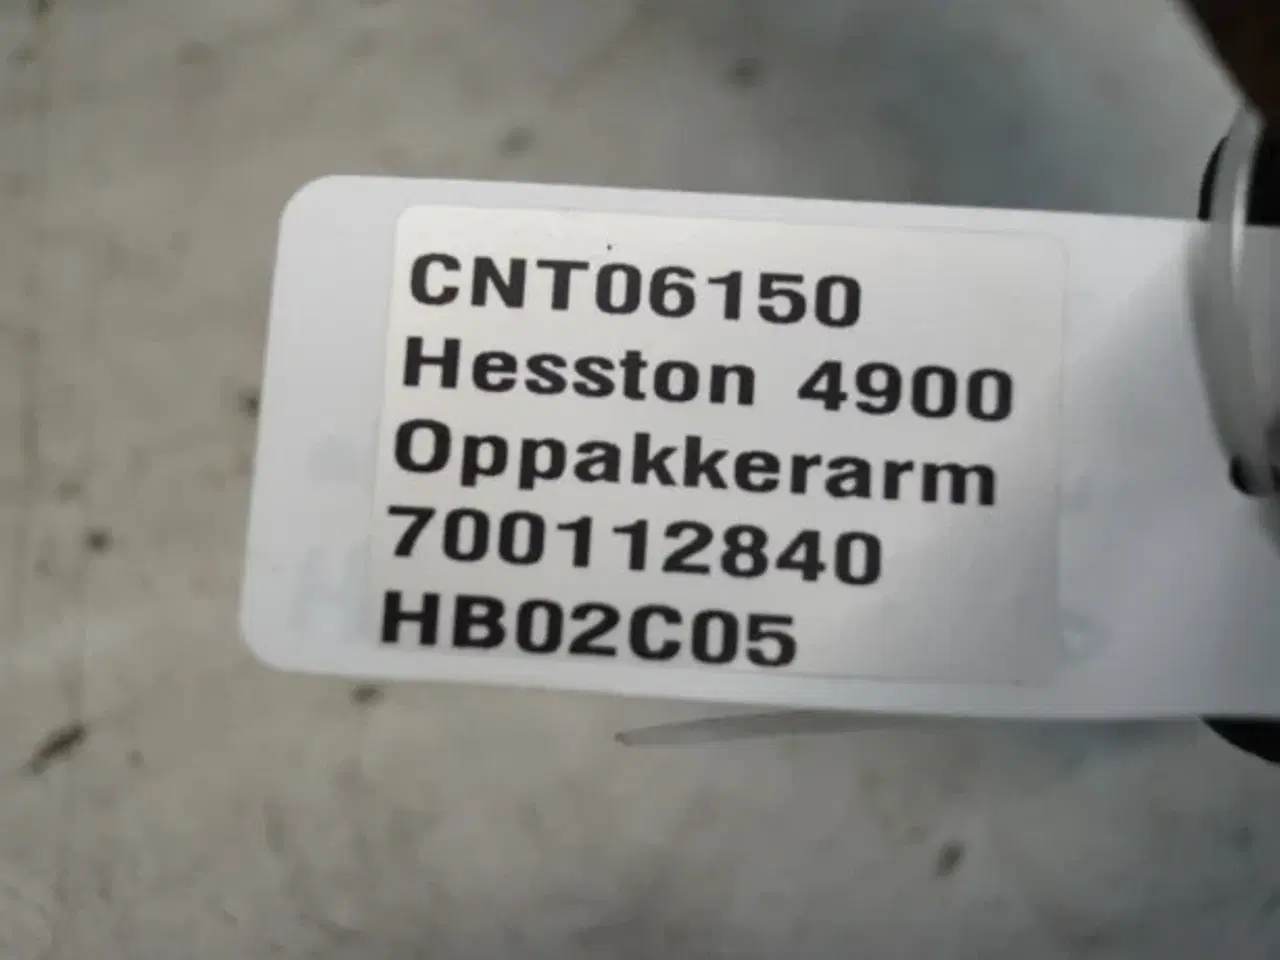 CNT06150
Hesston 4900
Oppakkerarm
700112840
HB02C05